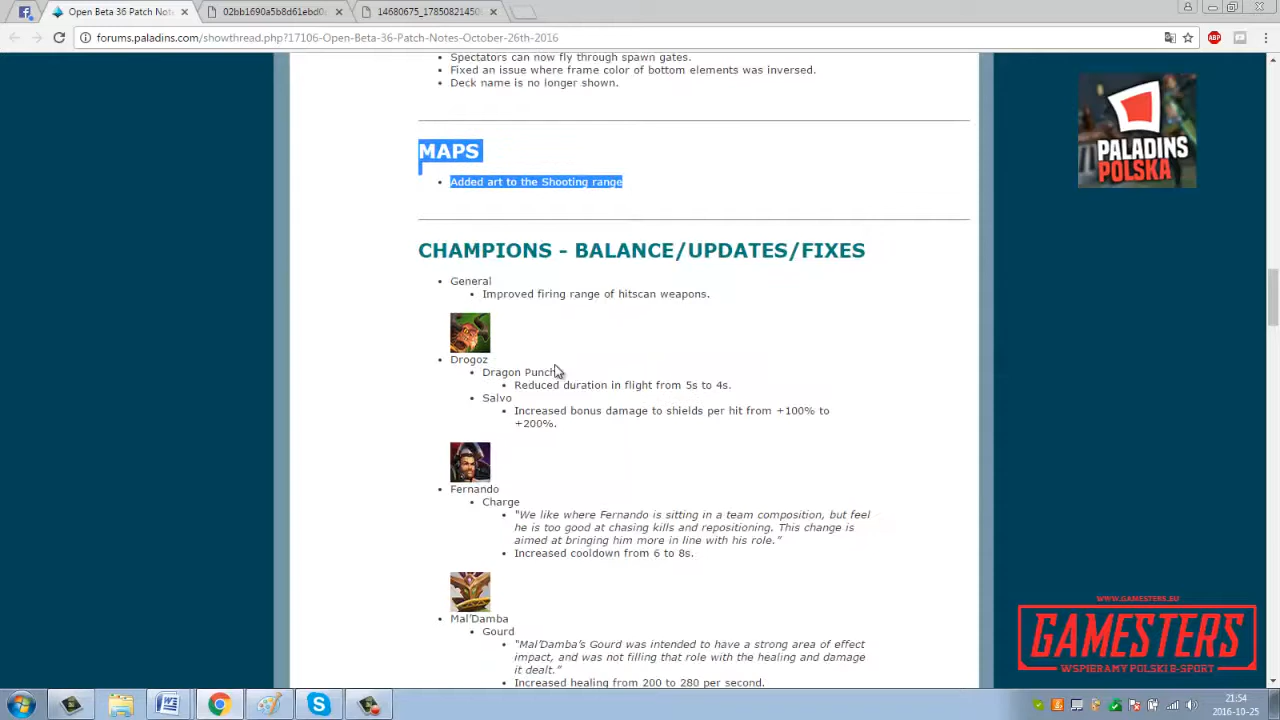 Open Beta 36 Patch Notes
02bb1690a5b8d61ebd0
14680675_1785082145
forums.paladins.com/showthread.php?17106-Open-Beta-36-Patch-Notes-October-26th-2016
ABP
Spectators can now fly through spawn gates.
Fixed an issue where frame color of bottom elements was inversed.
Deck name is no longer shown.
MAPS
Added art to the Shooting range
PALADINS
POLSKA
CHAMPIONS - BALANCE/UPDATES/FIXES
General
Improved firing range of hitscan weapons.
Drogoz
Dragon Punch
Reduced duration in flight from 5s to 4s.
Salvo
Increased bonus damage to shields per hit from +100% to
+200%.
Fernando
Charge
"We like where Fernando is sitting in a team composition, but feel
he is too good at chasing kills and repositioning. This change is
aimed at bringing him more in line with his role."
Increased cooldown from 6 to 8s.
Mal'Damba
Gourd
"Mal'Damba's Gourd was intended to have a strong area of effect
impact, and was not filling that role with the healing and damage
it dealt."
Increased healing from 200 to 280 per second.
WWW.GAMESTERS.EU
GAMESTERS
WSPIERAMY POLSKI E-SPORT
21:54
2016-10-25